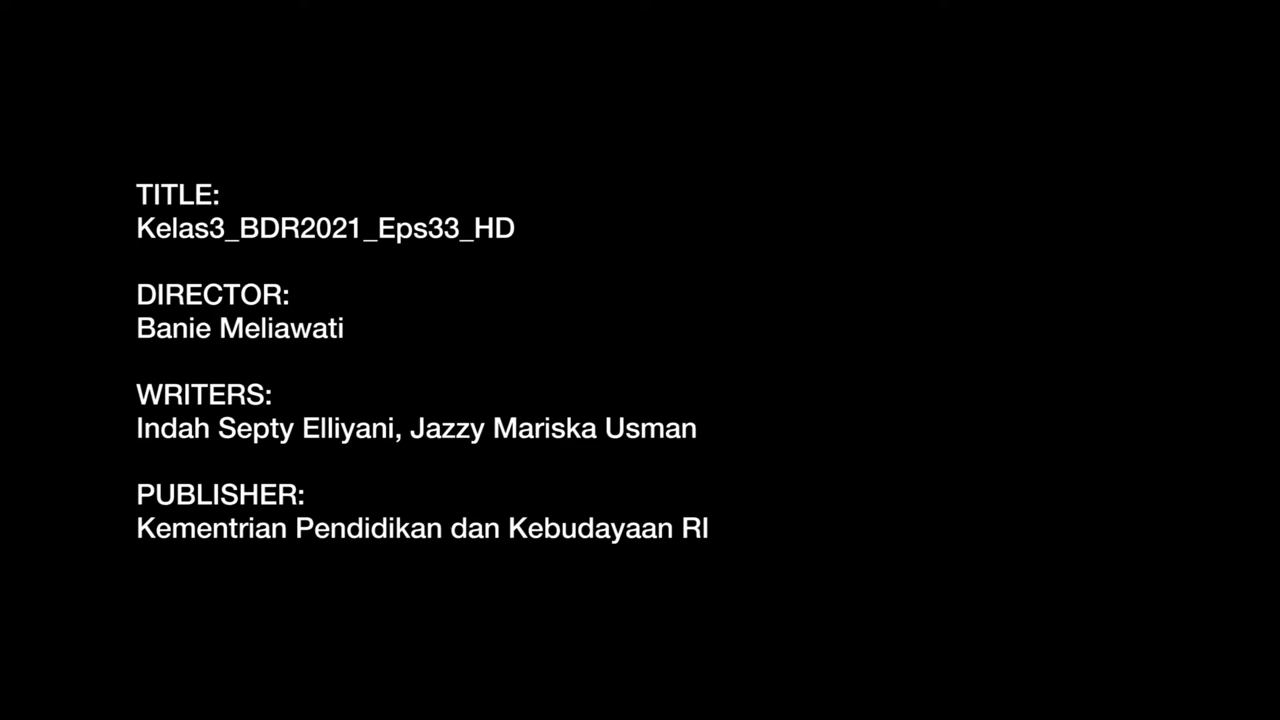 TITLE:
Kelas3_BDR2021_Eps33_HD
DIRECTOR:
Banie Meliawati
WRITERS:
Indah Septy Elliyani, Jazzy Mariska Usman
PUBLISHER:
Kementrian Pendidikan dan Kebudayaan RI